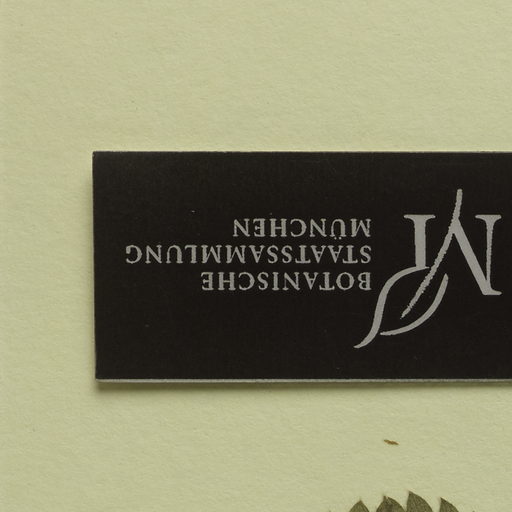 M
BOTANISCHE
STAATSSAMMLUNG
MÜNCHEN